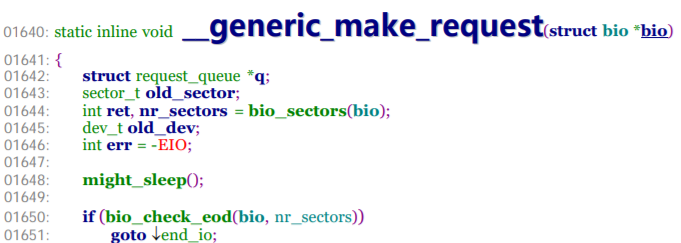 01640: static inline void __generic_make_request(struct bio *bio)
01641: {
01642: struct request_queue *q;
01643: sector_t old_sector;
01644: int ret, nr_sectors = bio_sectors(bio);
01645: dev_t old_dev;
01646: int err = -EIO;
01647:
01648: might_sleep();
01649:
01650: if (bio_check_eod(bio, nr_sectors))
01651: goto ↓end_io;